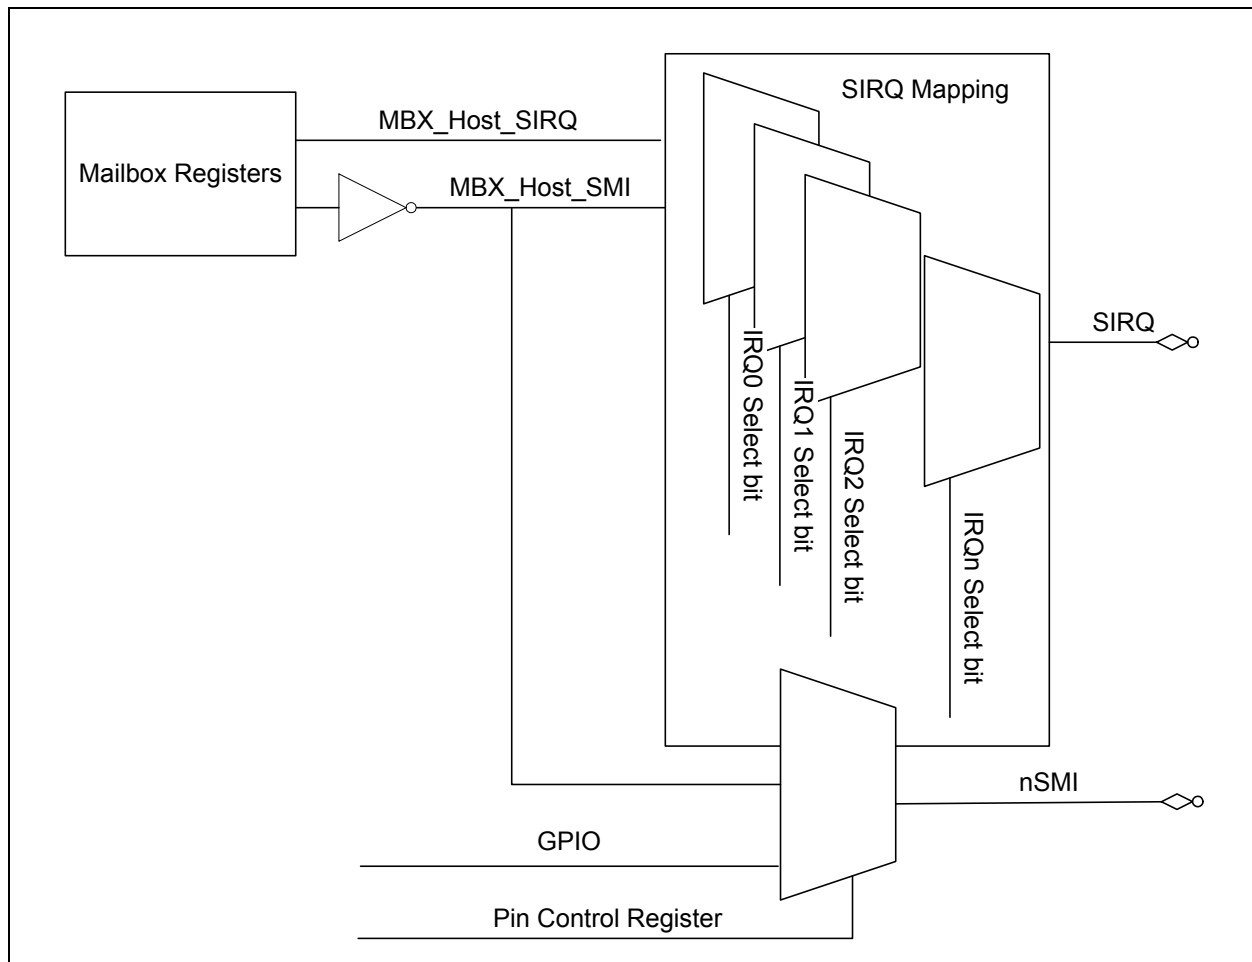 SIRQ Mapping
MBX_Host_SIRQ
Mailbox Registers
MBX_Host_SMI
SIRQ
IRQ0 Select bit
IRQ1 Select bit
IRQ2 Select bit
IRQn Select bit
nSMI
GPIO
Pin Control Register